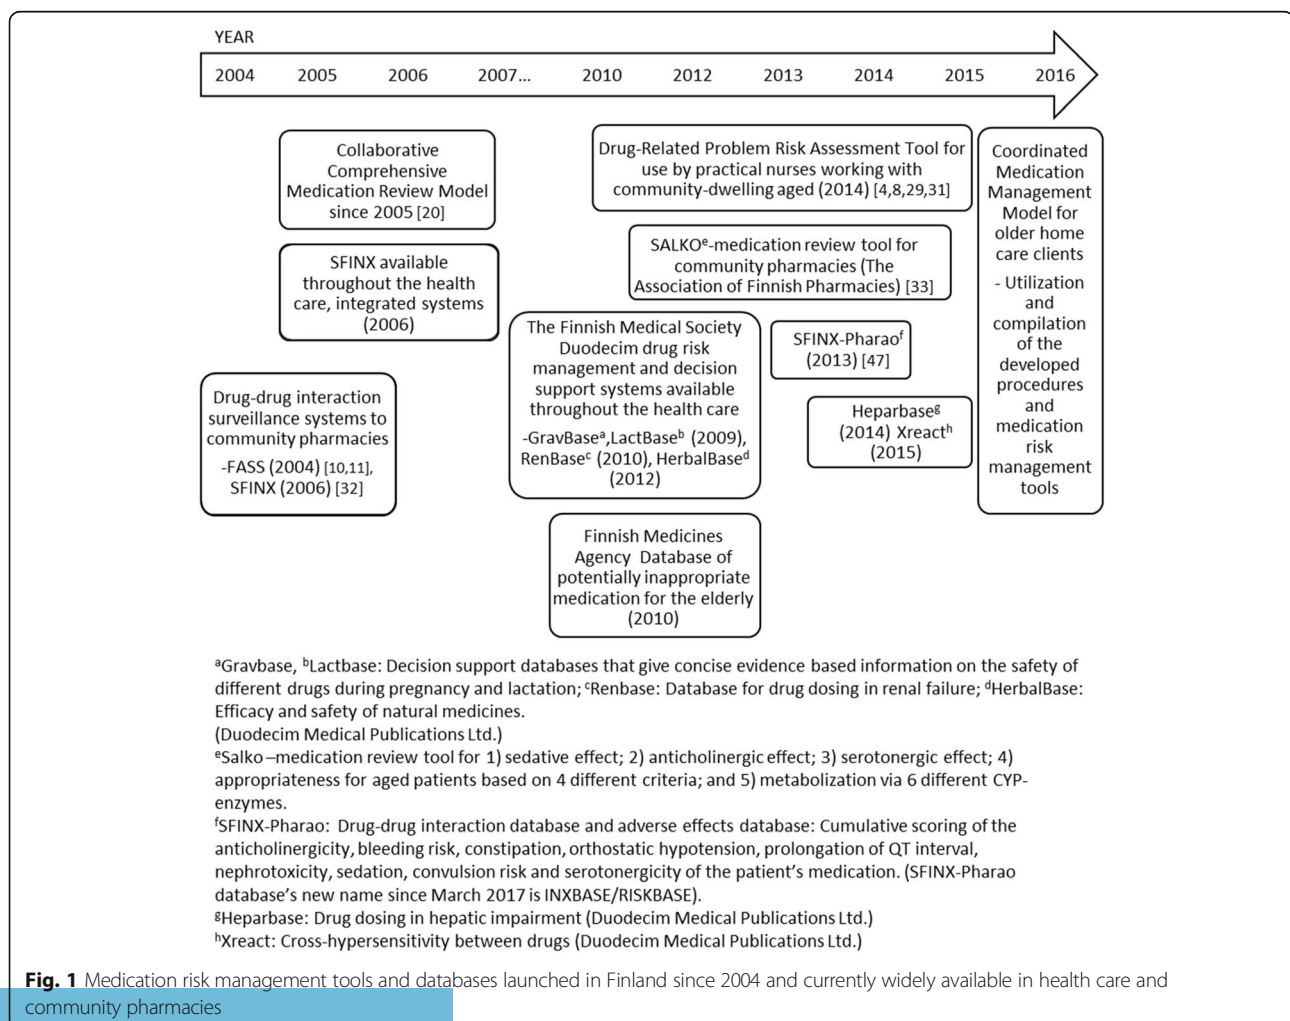 YEAR
2004 2005 2006 2007... 2010 2012 2013 2014 2015 2016
Collaborative
Comprehensive
Medication Review Model
since 2005 [20]
SFINX available
throughout the health
care, integrated systems
(2006)
Drug-drug interaction
surveillance systems to
community pharmacies
-FASS (2004) [10,11],
SFINX (2006) [32]
Drug-Related Problem Risk Assessment Tool for
use by practical nurses working with
community-dwelling aged (2014) [4,8,29,31]
SALKOᵉ-medication review tool for
community pharmacies (The
Association of Finnish Pharmacies) [33]
The Finnish Medical Society
Duodecim drug risk
management and decision
support systems available
throughout the health care
-GravBaseᵃ,LactBaseᵇ (2009),
RenBaseᶜ (2010), HerbalBaseᵈ
(2012)
SFINX-Pharaoᶠ
(2013) [47]
Heparbaseᵍ
(2014) Xreactʰ
(2015)
Finnish Medicines
Agency Database of
potentially inappropriate
medication for the elderly
(2010)
Coordinated
Medication
Management
Model for
older home
care clients
- Utilization
and
compilation
of the
developed
procedures
and
medication
risk
management
tools
ᵃGravbase, ᵇLactbase: Decision support databases that give concise evidence based information on the safety of
different drugs during pregnancy and lactation; ᶜRenbase: Database for drug dosing in renal failure; ᵈHerbalBase:
Efficacy and safety of natural medicines.
(Duodecim Medical Publications Ltd.)
ᵉSalko –medication review tool for 1) sedative effect; 2) anticholinergic effect; 3) serotonergic effect; 4)
appropriateness for aged patients based on 4 different criteria; and 5) metabolization via 6 different CYP-
enzymes.
ᶠSFINX-Pharao: Drug-drug interaction database and adverse effects database: Cumulative scoring of the
anticholinergicity, bleeding risk, constipation, orthostatic hypotension, prolongation of QT interval,
nephrotoxicity, sedation, convulsion risk and serotonergicity of the patient's medication. (SFINX-Pharao
database's new name since March 2017 is INXBASE/RISKBASE).
ᵍHeparbase: Drug dosing in hepatic impairment (Duodecim Medical Publications Ltd.)
ʰXreact: Cross-hypersensitivity between drugs (Duodecim Medical Publications Ltd.)
Fig. 1 Medication risk management tools and databases launched in Finland since 2004 and currently widely available in health care and
community pharmacies